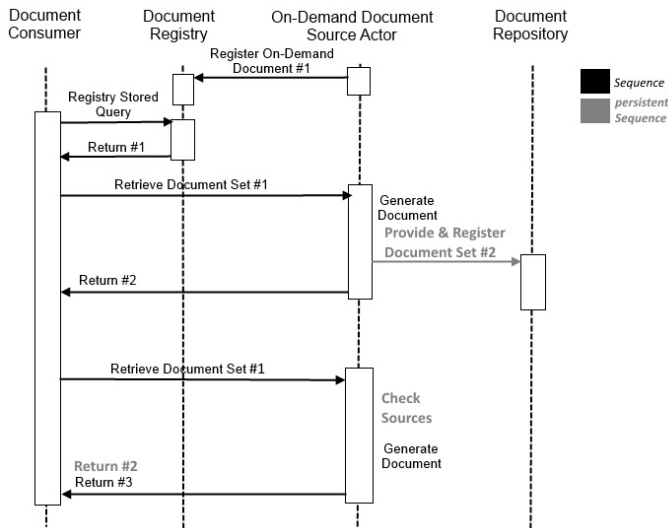 Document
Consumer
Document
Registry
On-Demand Document
Source Actor
Document
Repository
Register On-Demand
Document #1
Sequence
persistent
Sequence
Registry Stored
Query
Return #1
Retrieve Document Set #1
Generate
Document
Provide & Register
Document Set #2
Return #2
Retrieve Document Set #1
Check
Sources
Generate
Document
Return #2
Return #3